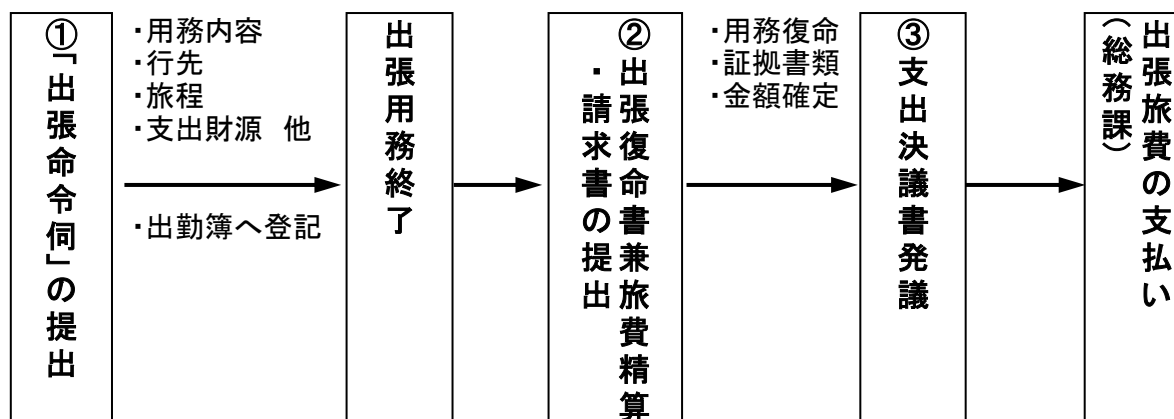 ①「出張命令伺」の提出
・用務内容
・行先
・旅程
・支出財源　他
・出勤簿へ登記
出張用務終了
②出張復命書兼旅費精算
・請求書の提出
・用務復命
・証拠書類
・金額確定
③支出決議書発議
出張旅費の支払い
（総務課）